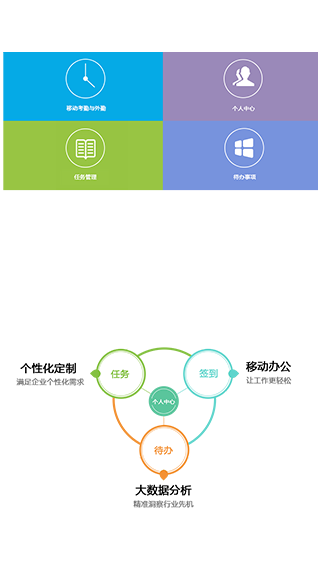 移动考勤与外勤
个人中心
任务管理
待办事项
任务
签到
个性化定制
满足企业个性化需求
移动办公
让工作更轻松
个人中心
待办
大数据分析
精准洞察行业先机